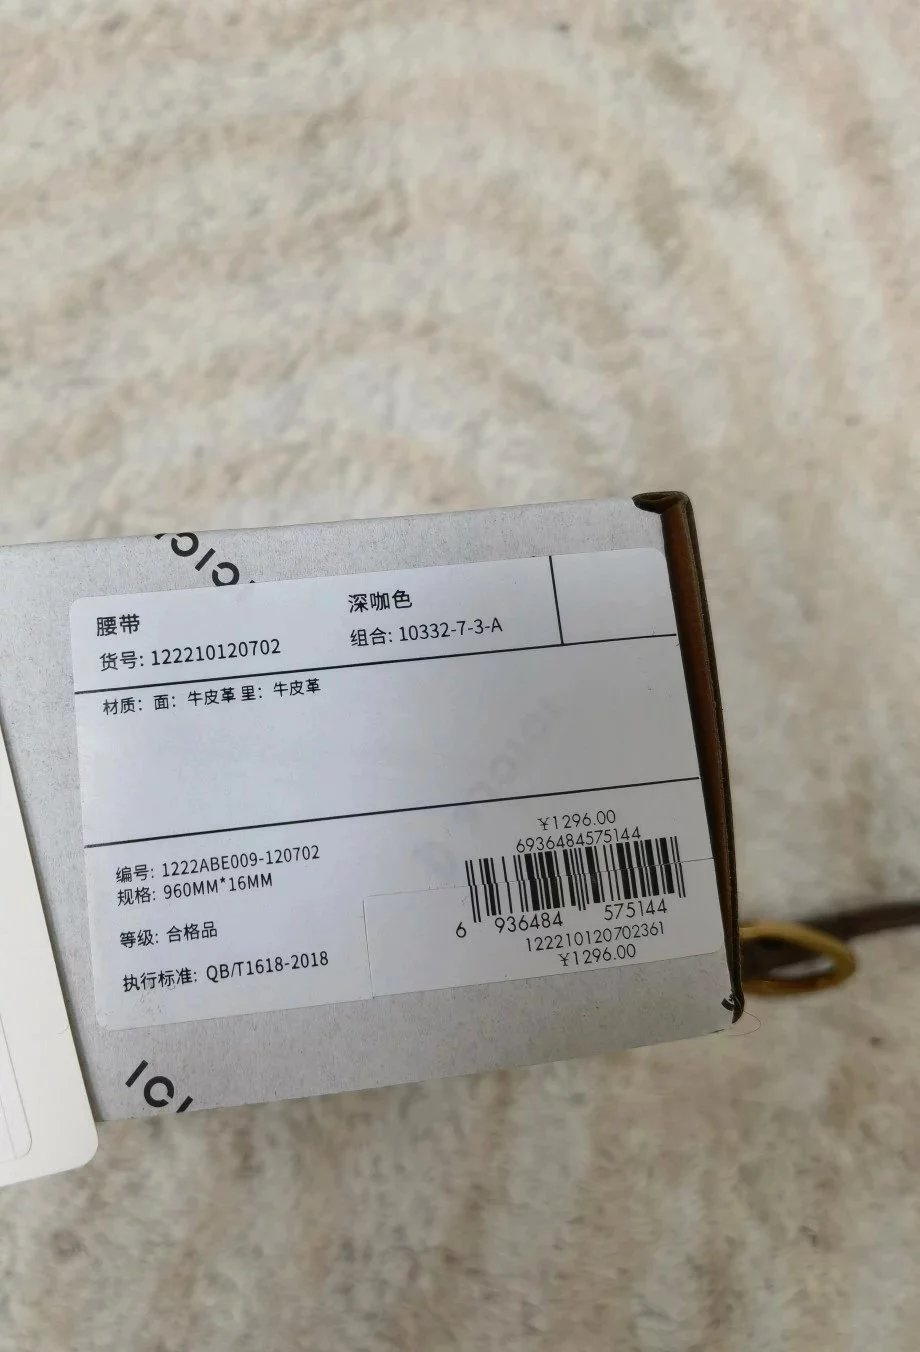 ICICL
腰带
深咖色
货号: 122210120702
组合: 10332-7-3-A
材质: 面: 牛皮革 里: 牛皮革
¥1296.00
6936484575144
编号: 1222ABE009-120702
规格: 960MM*16MM
6 936484 575144
等级: 合格品
122210120702361
执行标准: QB/T1618-2018
¥1296.00
ICI